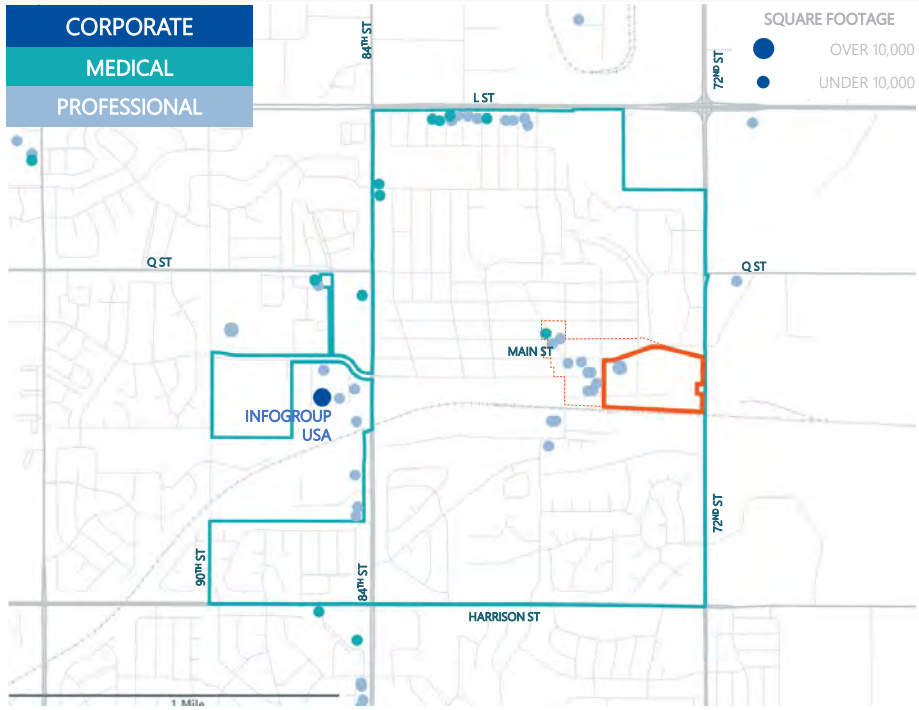 CORPORATE
MEDICAL
PROFESSIONAL
SQUARE FOOTAGE
OVER 10,000
UNDER 10,000
84TH ST
72ND ST
L ST
Q ST
Q ST
MAIN ST
INFOGROUP
USA
72ND ST
90TH ST
84TH ST
HARRISON ST
1 Mile